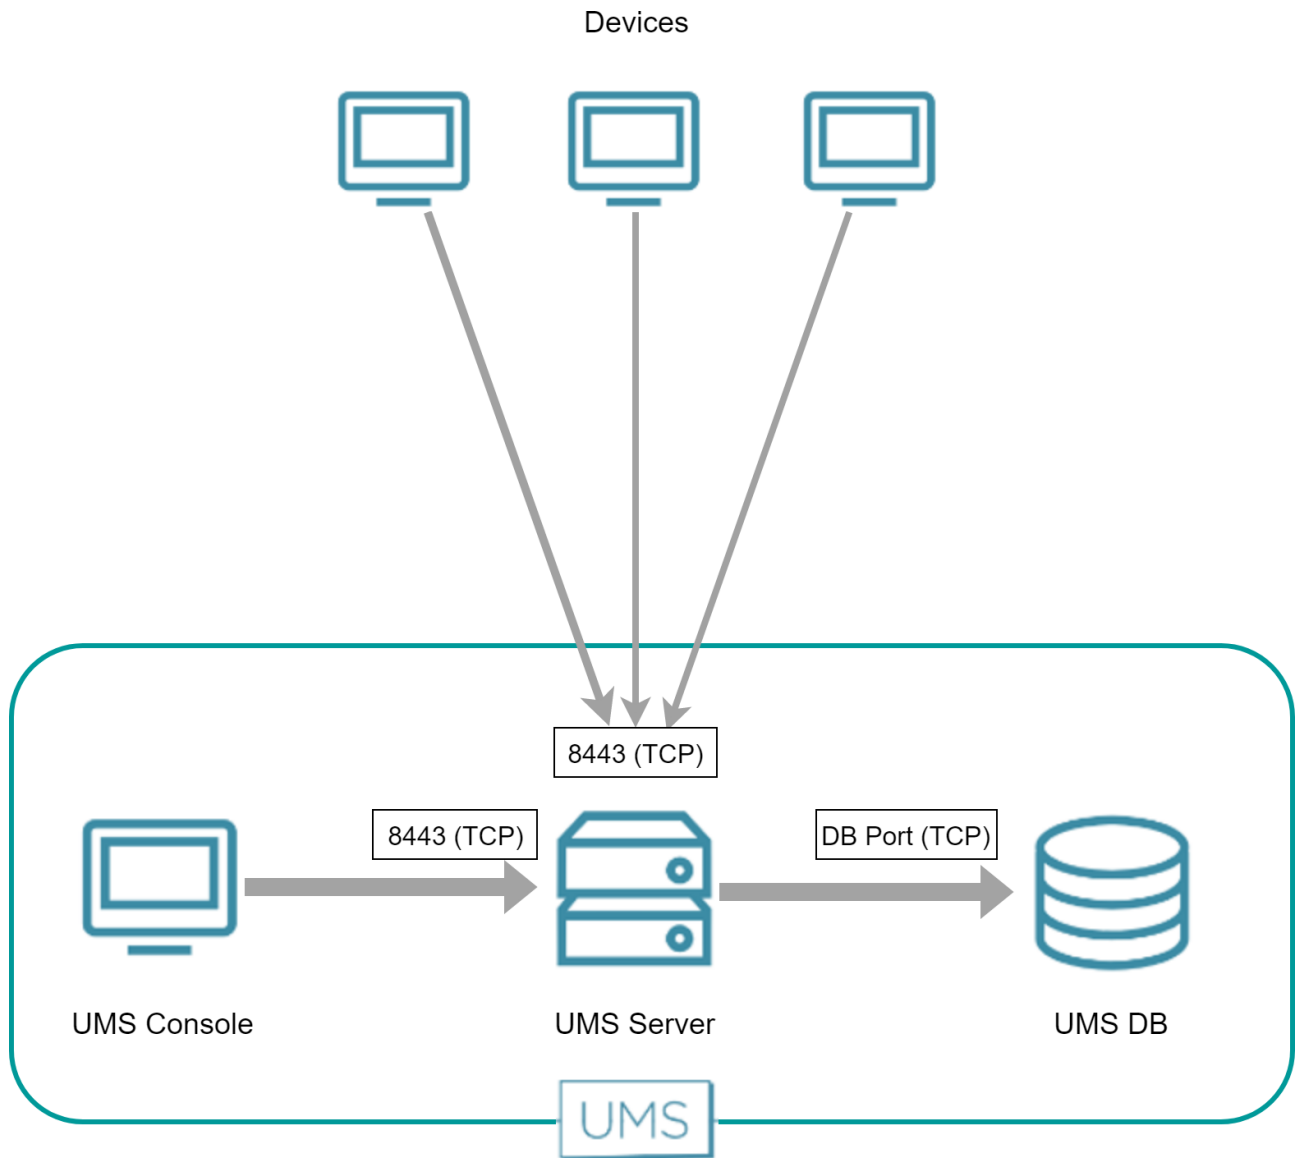 Devices
8443 (TCP)
8443 (TCP)
DB Port (TCP)
UMS Console
UMS Server
UMS DB
UMS